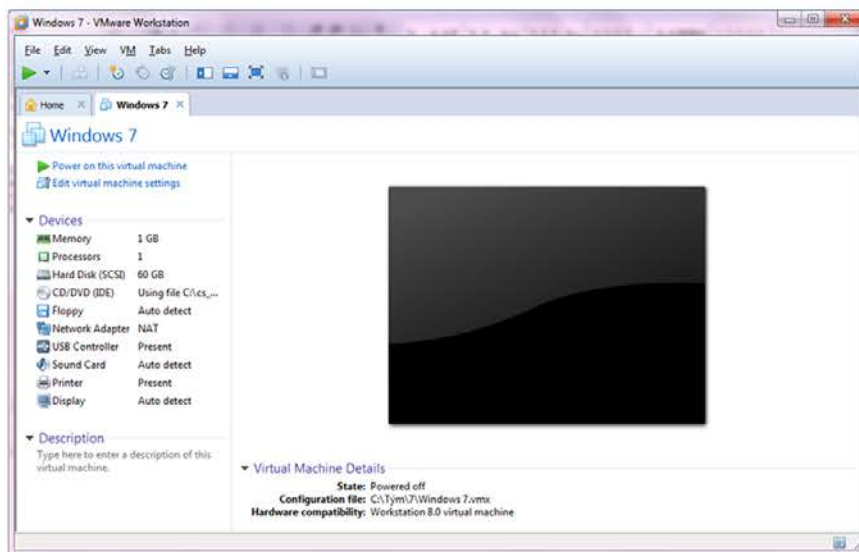 Windows 7 - VMware Workstation
File Edit View VM Tabs Help
Home Windows 7
Windows 7
Power on this virtual machine
Edit virtual machine settings
Devices
Memory 1 GB
Processors 1
Hard Disk (SCSI) 60 GB
CD/DVD (IDE) Using file C:\cs_...
Floppy Auto detect
Network Adapter NAT
USB Controller Present
Sound Card Auto detect
Printer Present
Display Auto detect
Description
Type here to enter a description of this
virtual machine.
Virtual Machine Details
State: Powered off
Configuration file: C:\Tým\7\Windows 7.vmx
Hardware compatibility: Workstation 8.0 virtual machine